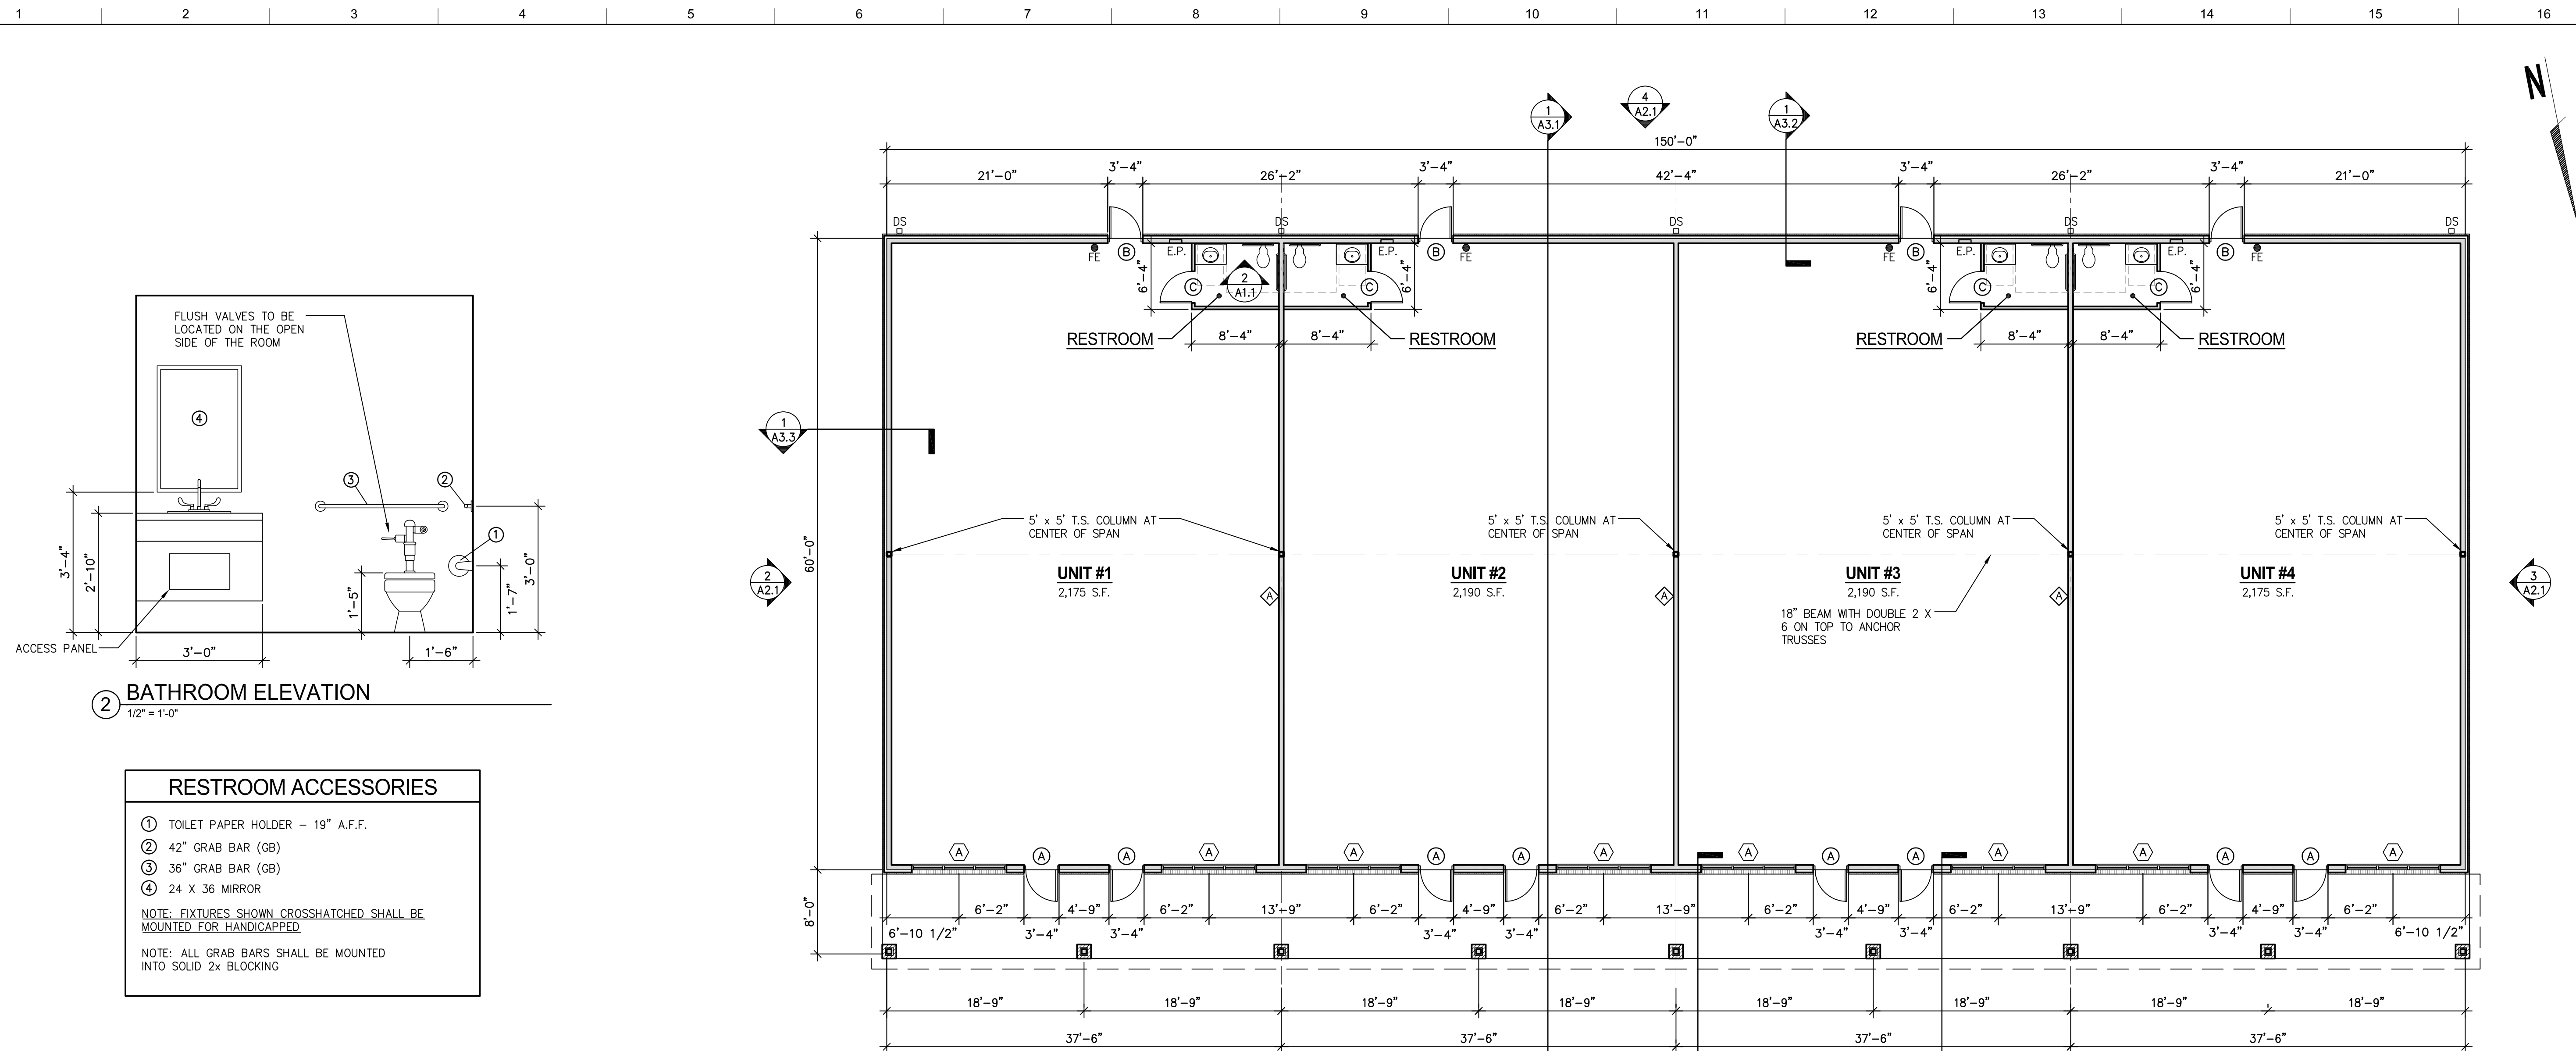 1 2 3 4 5 6 7 8 9 10 11 12 13 14 15 16
N
1
A3.1
4
A2.1
1
A3.2
150'-0"
21'-0" 3'-4" 26'-2" 3'-4" 42'-4" 3'-4" 26'-2" 3'-4" 21'-0"
DS DS DS DS DS
FE B E.P. E.P. B FE FE B E.P. E.P. B FE
6'-4" C 2 C 6'-4" 6'-4" C C 6'-4"
A1.1
RESTROOM 8'-4" 8'-4" RESTROOM RESTROOM 8'-4" 8'-4" RESTROOM
1
A3.3
60'-0"
5' x 5' T.S. COLUMN AT
CENTER OF SPAN
5' x 5' T.S. COLUMN AT
CENTER OF SPAN
5' x 5' T.S. COLUMN AT
CENTER OF SPAN
5' x 5' T.S. COLUMN AT
CENTER OF SPAN
2
A2.1
UNIT #1
2,175 S.F.
A
UNIT #2
2,190 S.F.
A
UNIT #3
2,190 S.F.
A
UNIT #4
2,175 S.F.
3
A2.1
18" BEAM WITH DOUBLE 2 X
6 ON TOP TO ANCHOR
TRUSSES
A A A A A A A A A A A A A A A A
8'-0"
6'-2" 4'-9" 6'-2" 13'-9" 6'-2" 4'-9" 6'-2" 13'-9" 6'-2" 4'-9" 6'-2" 13'-9" 6'-2" 4'-9" 6'-2"
6'-10 1/2" 3'-4" 3'-4" 3'-4" 3'-4" 3'-4" 3'-4" 3'-4" 3'-4" 6'-10 1/2"
18'-9" 18'-9" 18'-9" 18'-9" 18'-9" 18'-9" 18'-9" 18'-9"
37'-6" 37'-6" 37'-6" 37'-6"
FLUSH VALVES TO BE
LOCATED ON THE OPEN
SIDE OF THE ROOM
4
3 2
1
3'-4" 2'-10" 1'-5" 1'-7" 3'-0"
ACCESS PANEL 3'-0" 1'-6"
2 BATHROOM ELEVATION
1/2" = 1'-0"
RESTROOM ACCESSORIES
1 TOILET PAPER HOLDER – 19" A.F.F.
2 42" GRAB BAR (GB)
3 36" GRAB BAR (GB)
4 24 X 36 MIRROR
NOTE: FIXTURES SHOWN CROSSHATCHED SHALL BE
MOUNTED FOR HANDICAPPED
NOTE: ALL GRAB BARS SHALL BE MOUNTED
INTO SOLID 2x BLOCKING